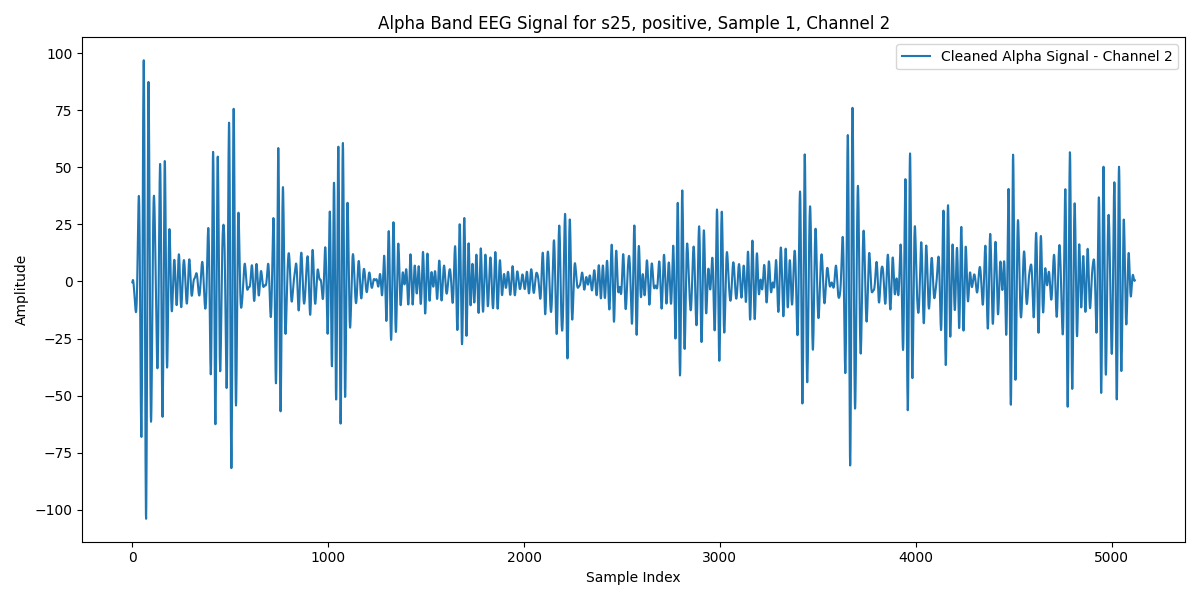 Alpha Band EEG Signal for s25, positive, Sample 1, Channel 2
Cleaned Alpha Signal - Channel 2
Amplitude
100
75
50
25
0
−25
−50
−75
−100
0 1000 2000 3000 4000 5000
Sample Index